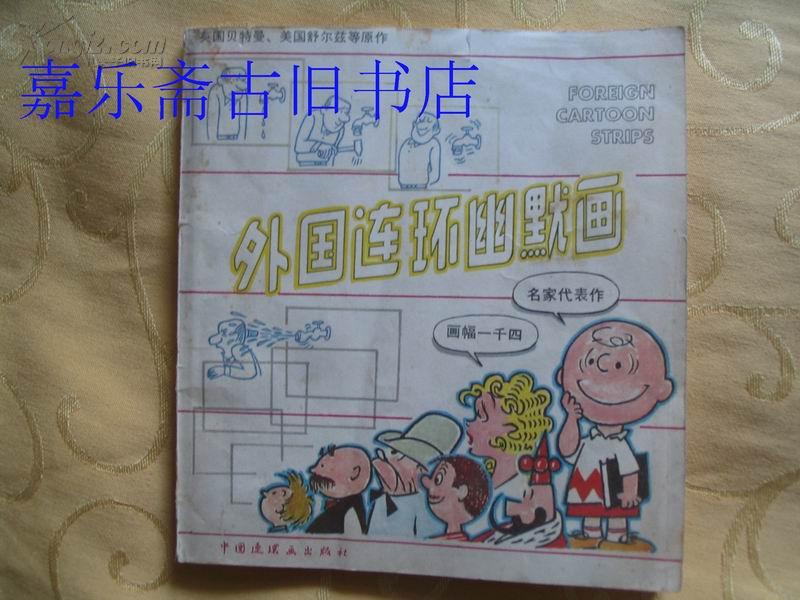 英国贝特曼、美国舒尔兹等原作
嘉乐斋古旧书店
FOREIGN
CARTOON
STRIPS
外国连环幽默画
名家代表作
画幅一千四
中国连环画出版社